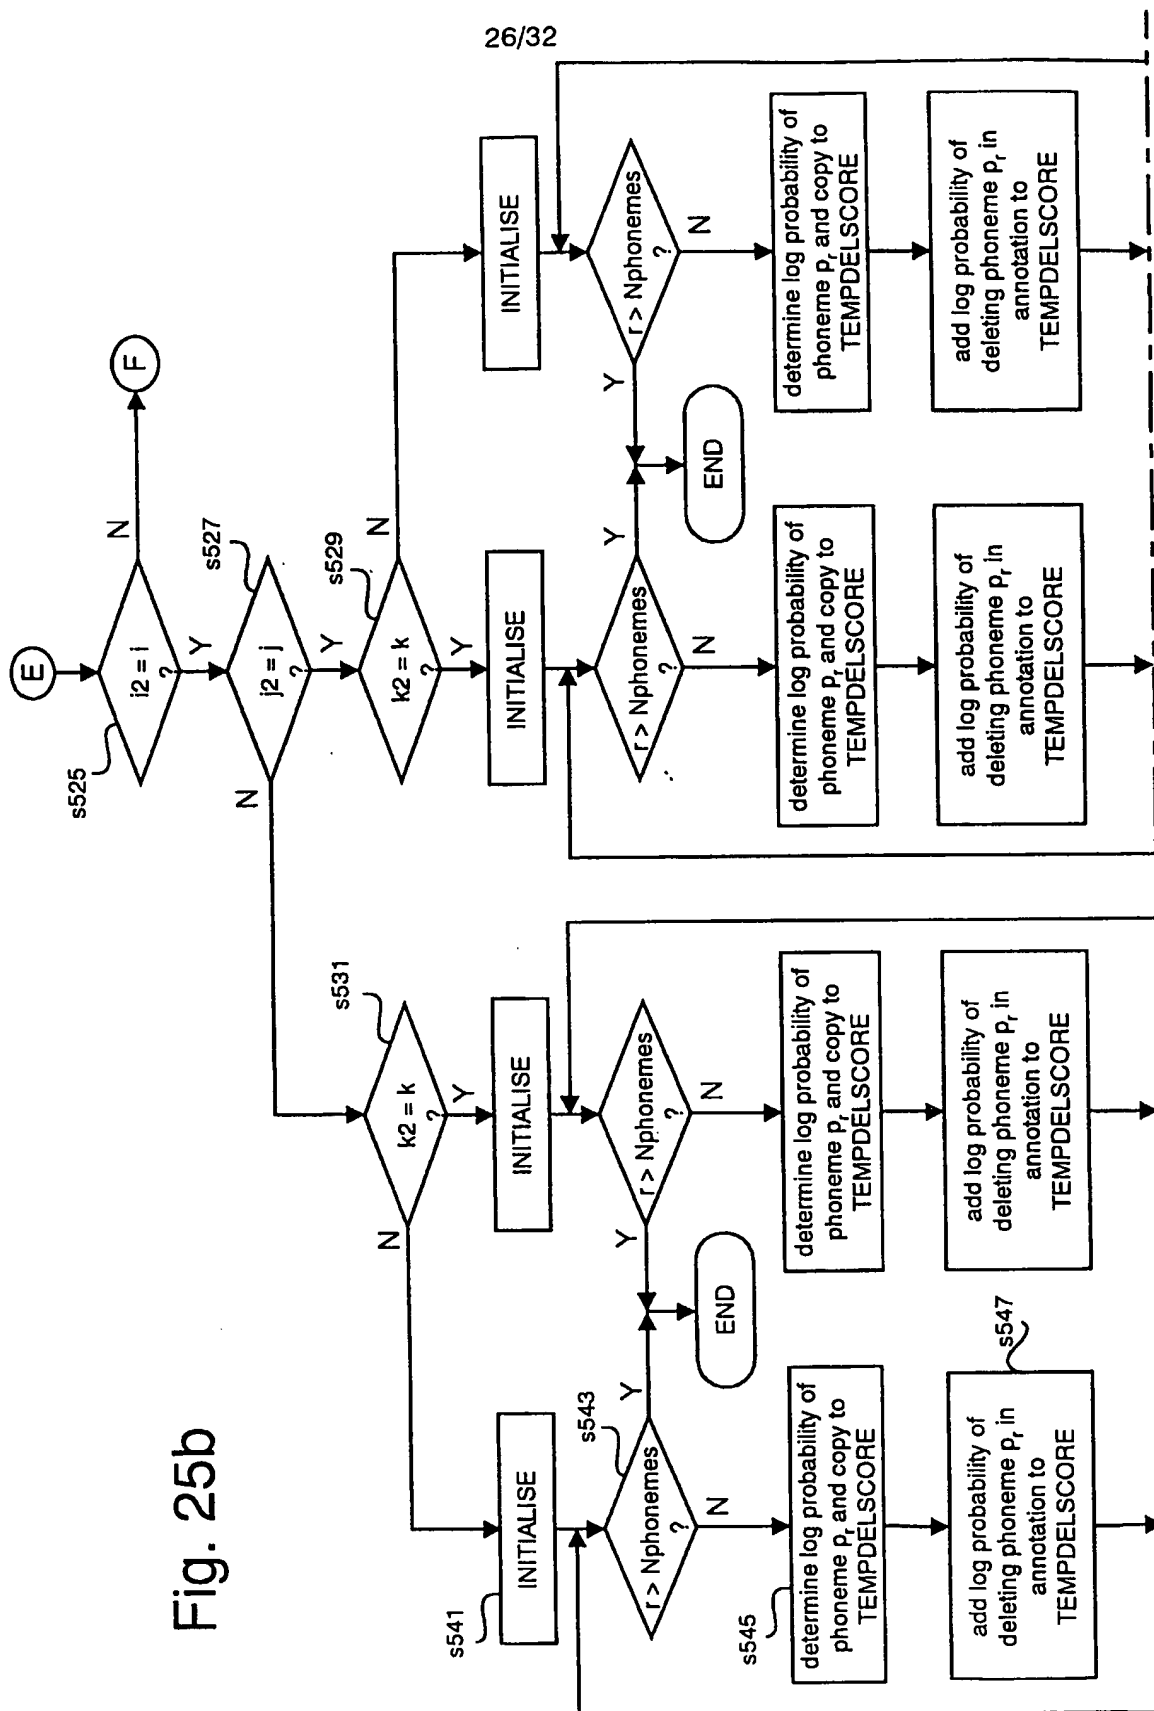 26/32
Fig. 25b
E
s525
i2 = i
?
N
F
Y
s527
j2 = j
?
N
Y
s529
k2 = k
?
N
Y
s531
k2 = k
?
N
Y
s541
INITIALISE
INITIALISE
INITIALISE
INITIALISE
s543
r > Nphonemes
?
Y
N
r > Nphonemes
?
Y
N
r > Nphonemes
?
Y
N
r > Nphonemes
?
Y
N
END
END
s545
determine log probability of
phoneme pr and copy to
TEMPDELSCORE
determine log probability of
phoneme pr and copy to
TEMPDELSCORE
determine log probability of
phoneme pr and copy to
TEMPDELSCORE
determine log probability of
phoneme pr and copy to
TEMPDELSCORE
s547
add log probability of
deleting phoneme pr in
annotation to
TEMPDELSCORE
add log probability of
deleting phoneme pr in
annotation to
TEMPDELSCORE
add log probability of
deleting phoneme pr in
annotation to
TEMPDELSCORE
add log probability of
deleting phoneme pr in
annotation to
TEMPDELSCORE